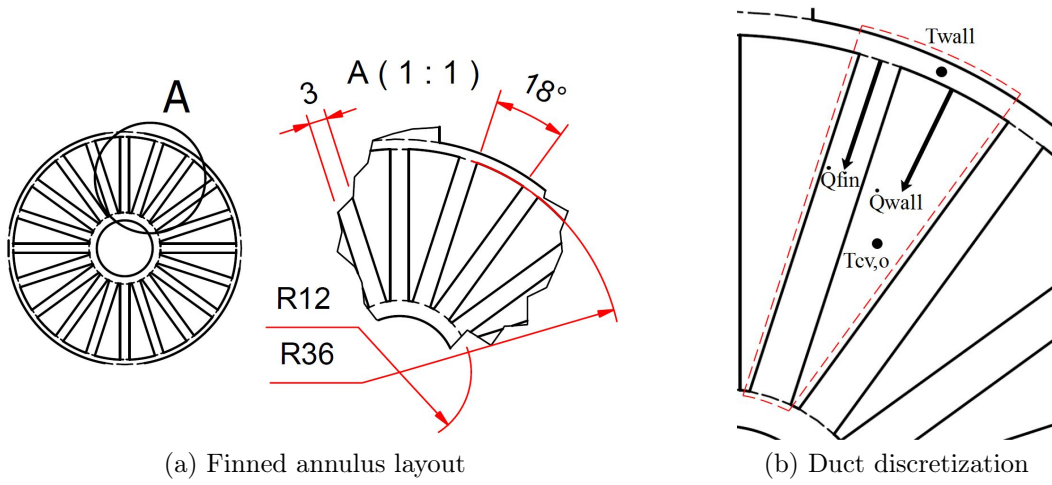 A
A ( 1 : 1 )
3
18°
R12
R36
Twall
Q̇fin
Q̇wall
Tcv,o
(a) Finned annulus layout
(b) Duct discretization